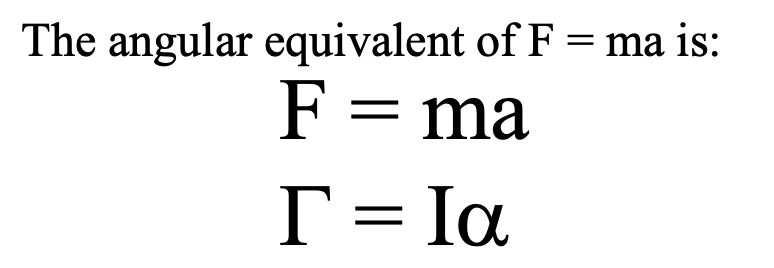 The angular equivalent of F = ma is:
F = ma
Γ = Iα